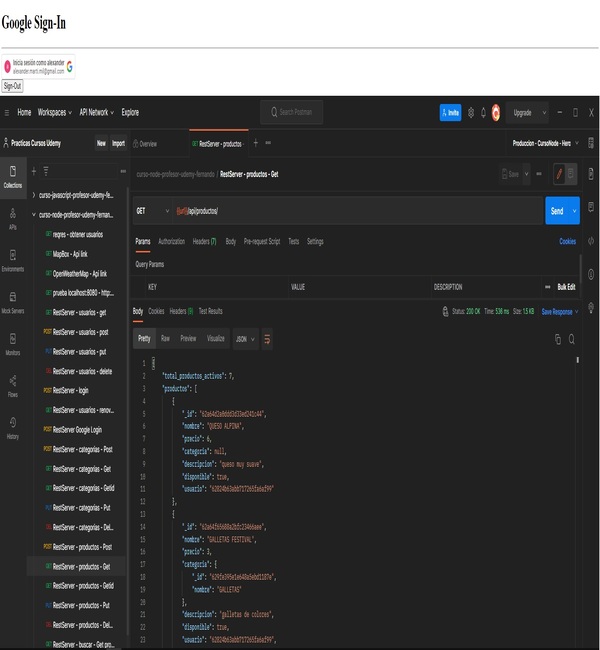 Google Sign-In
Inicia sesión como alexander
alexander.marti.mil@gmail.com
Sign-Out
Home Workspaces API Network Explore
Search Postman
Invite
Upgrade
Practicas Cursos Udemy
New Import
Overview
GET RestServer - productos -
Produccion - CursoNode - Herc
Collections
APIs
Environments
Mock Servers
Monitors
Flows
History
curso-javascript-profesor-udemy-fe...
curso-node-profesor-udemy-fernan...
GET reqres - obtener usuarios
GET MapBox - Api link
GET OpenWeatherMap - Api link
GET prueba localhost:8080 - http:...
GET RestServer - usuarios - get
POST RestServer - usuarios - post
PUT RestServer - usuarios - put
DEL RestServer - usuarios - delete
POST RestServer - login
GET RestServer - usuarios - renov...
POST RestServer Google Login
POST RestServer - categorias - Post
GET RestServer - categorias - Get
GET RestServer - categorias - GetId
PUT RestServer - categorias - Put
DEL RestServer - categorias - Del...
POST RestServer - productos - Post
GET RestServer - productos - Get
GET RestServer - productos - GetId
PUT RestServer - productos - Put
DEL RestServer - productos - Del...
GET RestServer - buscar - Get pro...
curso-node-profesor-udemy-fernando / RestServer - productos - Get
Save
GET {{url}}/api/productos/
Send
Params Authorization Headers (7) Body Pre-request Script Tests Settings
Cookies
Query Params
KEY VALUE DESCRIPTION
Bulk Edit
Body Cookies Headers (9) Test Results
Status: 200 OK Time: 536 ms Size: 1.5 KB Save Response
Pretty Raw Preview Visualize JSON
1 {
2 "total_productos_activos": 7,
3 "productos": [
4 {
5 "_id":
6 "nombre": "QUESO ALPINA",
7 "precio": 6,
8 "categoria": null,
9 "descripcion": "queso muy suave",
10 "disponible": true,
11 "usuario":
12 },
13 {
14 "_id":
15 "nombre": "GALLETAS FESTIVAL",
16 "precio": 3,
17 "categoria": {
18 "_id":
19 "nombre": "GALLETAS"
20 },
21 "descripcion": "galletas de colores",
22 "disponible": true,
23 "usuario":